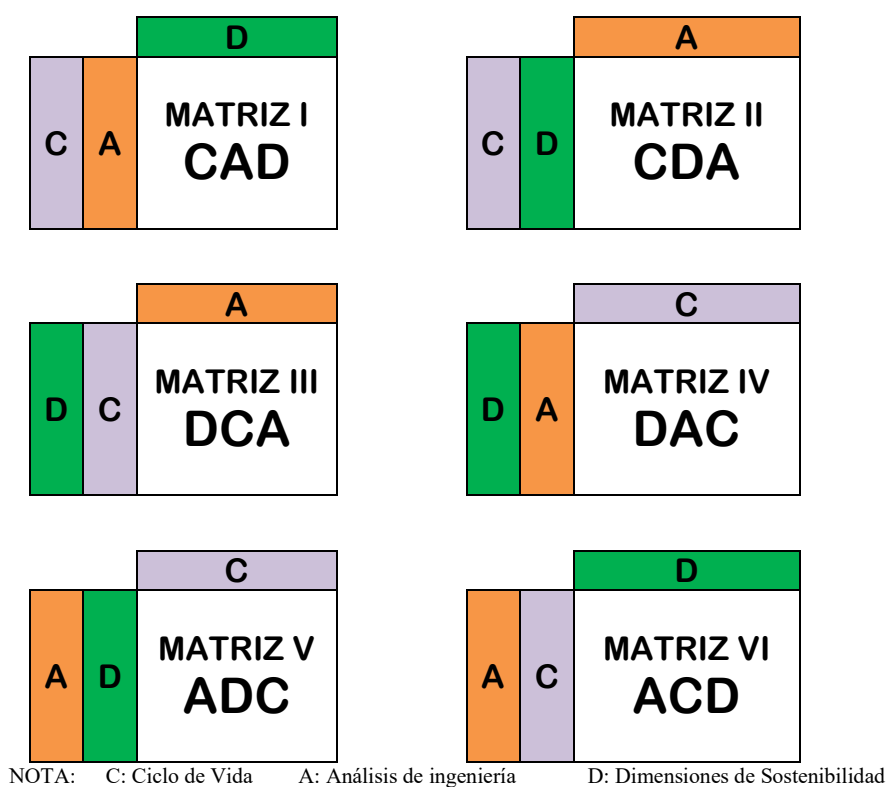 D
C A MATRIZ I
CAD
A
C D MATRIZ II
CDA
A
D C MATRIZ III
DCA
C
D A MATRIZ IV
DAC
C
A D MATRIZ V
ADC
D
A C MATRIZ VI
ACD
NOTA: C: Ciclo de Vida A: Análisis de ingeniería D: Dimensiones de Sostenibilidad